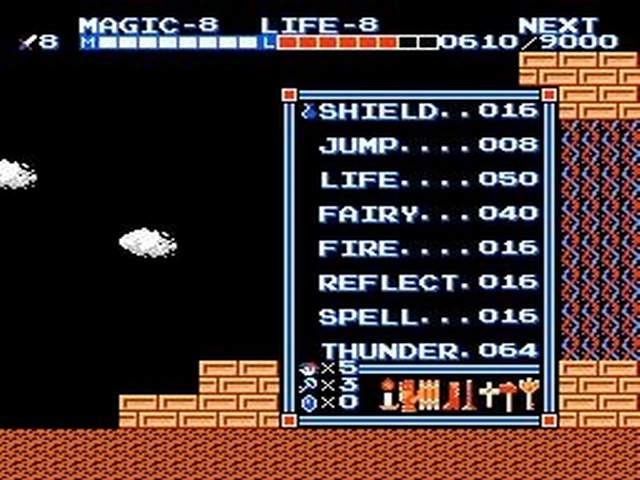 MAGIC-8 LIFE-8 NEXT
8 M L 0610/9000
SHIELD..016
JUMP....008
LIFE....050
FAIRY...040
FIRE....016
REFLECT.016
SPELL...016
THUNDER.064
×5
×3
×0